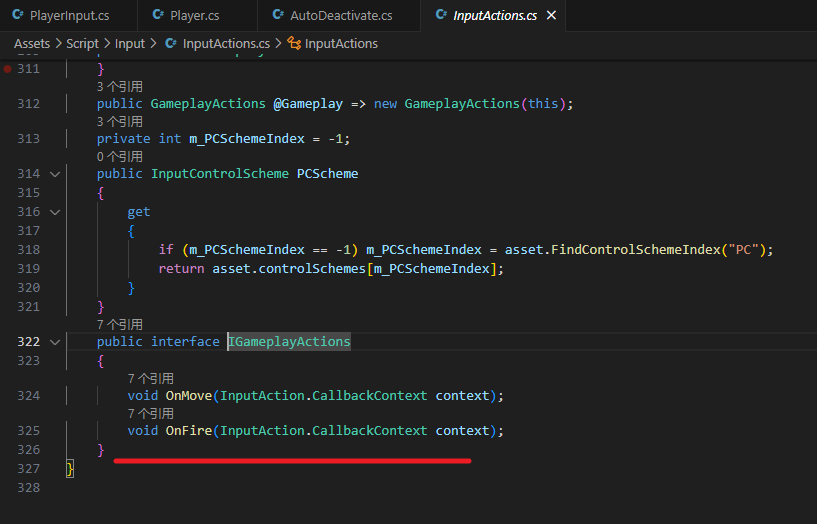 PlayerInput.cs
Player.cs
AutoDeactivate.cs
InputActions.cs
Assets > Script > Input > InputActions.cs > InputActions
311 }
3 个引用
312 public GameplayActions @Gameplay => new GameplayActions(this);
3 个引用
313 private int m_PCSchemeIndex = -1;
0 个引用
314 public InputControlScheme PCScheme
315 {
316 get
317 {
318 if (m_PCSchemeIndex == -1) m_PCSchemeIndex = asset.FindControlSchemeIndex("PC");
319 return asset.controlSchemes[m_PCSchemeIndex];
320 }
321 }
7 个引用
322 public interface IGameplayActions
323 {
7 个引用
324 void OnMove(InputAction.CallbackContext context);
7 个引用
325 void OnFire(InputAction.CallbackContext context);
326 }
327 }
328